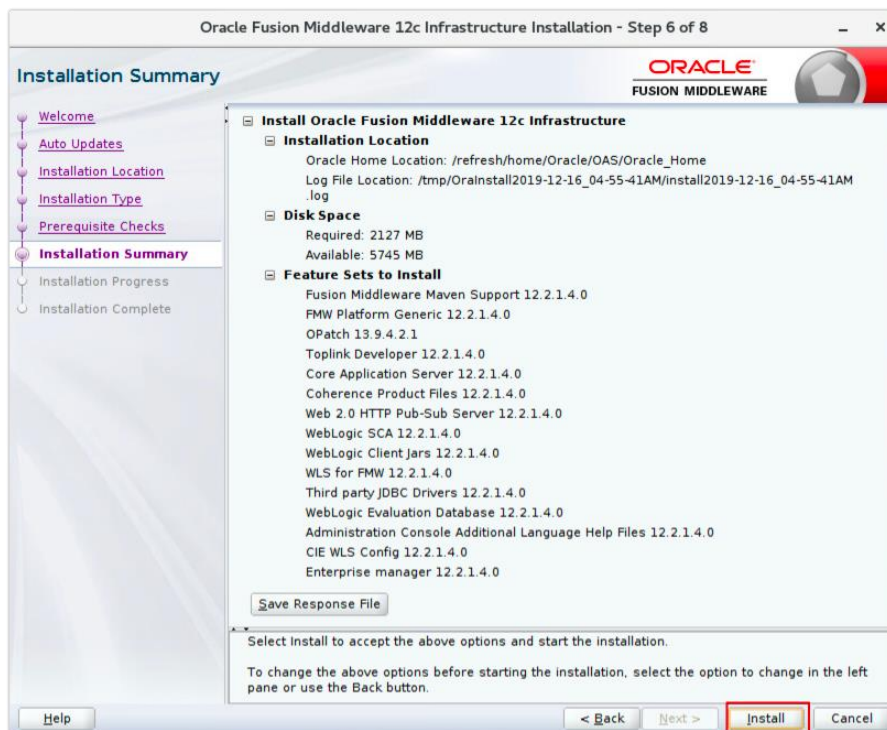 Oracle Fusion Middleware 12c Infrastructure Installation - Step 6 of 8
Installation Summary
ORACLE
FUSION MIDDLEWARE
Welcome
Auto Updates
Installation Location
Installation Type
Prerequisite Checks
Installation Summary
Installation Progress
Installation Complete
Install Oracle Fusion Middleware 12c Infrastructure
Installation Location
Oracle Home Location: /refresh/home/Oracle/OAS/Oracle_Home
Log File Location: /tmp/OraInstall2019-12-16_04-55-41AM/install2019-12-16_04-55-41AM
.log
Disk Space
Required: 2127 MB
Available: 5745 MB
Feature Sets to Install
Fusion Middleware Maven Support 12.2.1.4.0
FMW Platform Generic 12.2.1.4.0
OPatch 13.9.4.2.1
Toplink Developer 12.2.1.4.0
Core Application Server 12.2.1.4.0
Coherence Product Files 12.2.1.4.0
Web 2.0 HTTP Pub-Sub Server 12.2.1.4.0
WebLogic SCA 12.2.1.4.0
WebLogic Client Jars 12.2.1.4.0
WLS for FMW 12.2.1.4.0
Third party JDBC Drivers 12.2.1.4.0
WebLogic Evaluation Database 12.2.1.4.0
Administration Console Additional Language Help Files 12.2.1.4.0
CIE WLS Config 12.2.1.4.0
Enterprise manager 12.2.1.4.0
Save Response File
Select Install to accept the above options and start the installation.
To change the above options before starting the installation, select the option to change in the left
pane or use the Back button.
Help
< Back
Next >
Install
Cancel